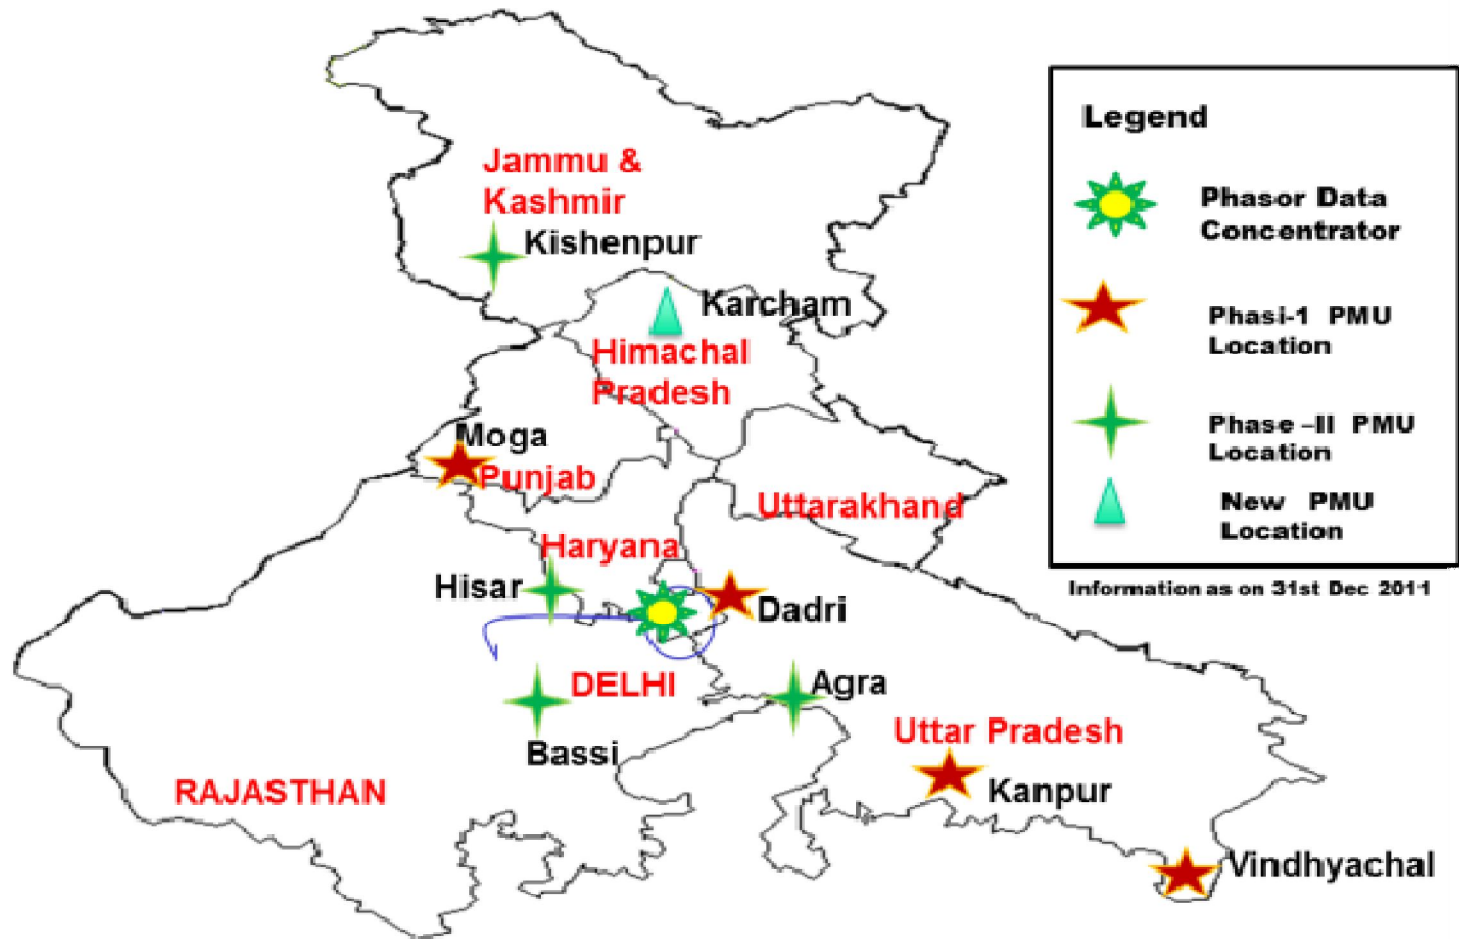 Jammu &
Kashmir
Kishenpur
Karcham
Himachal
Pradesh
Moga
Punjab
Uttarakhand
Haryana
Hisar
Dadri
DELHI
Agra
Bassi
Uttar Pradesh
RAJASTHAN
Kanpur
Vindhyachal
Legend
Phasor Data
Concentrator
Phasi-1 PMU
Location
Phase -II PMU
Location
New PMU
Location
Information as on 31st Dec 2011